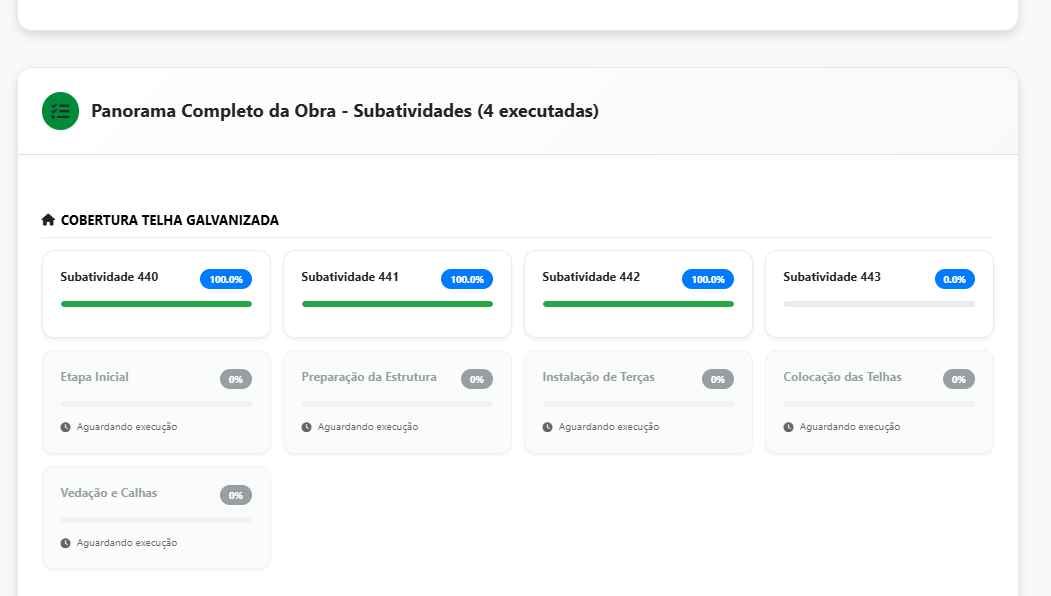 Panorama Completo da Obra - Subatividades (4 executadas)
COBERTURA TELHA GALVANIZADA
Subatividade 440 100.0%
Subatividade 441 100.0%
Subatividade 442 100.0%
Subatividade 443 0.0%
Etapa Inicial 0%
Aguardando execução
Preparação da Estrutura 0%
Aguardando execução
Instalação de Terças 0%
Aguardando execução
Colocação das Telhas 0%
Aguardando execução
Vedação e Calhas 0%
Aguardando execução